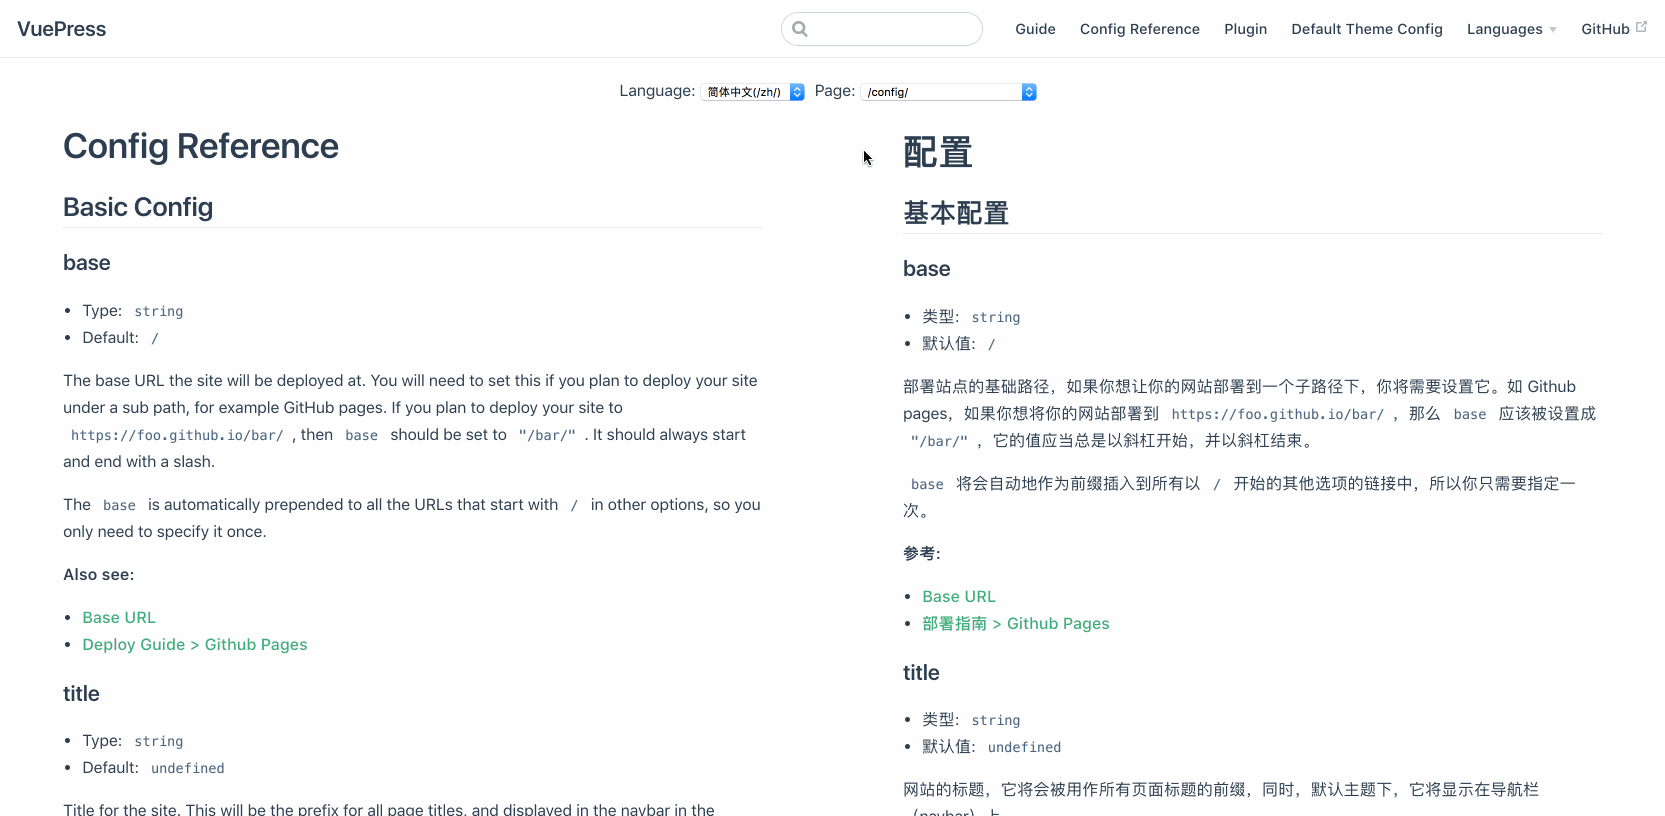 VuePress
Guide Config Reference Plugin Default Theme Config Languages GitHub
Language: 简体中文(/zh/) Page: /config/
Config Reference
Basic Config
base
• Type: string
• Default: /
The base URL the site will be deployed at. You will need to set this if you plan to deploy your site
under a sub path, for example GitHub pages. If you plan to deploy your site to
https://foo.github.io/bar/ , then base should be set to "/bar/" . It should always start
and end with a slash.
The base is automatically prepended to all the URLs that start with / in other options, so you
only need to specify it once.
Also see:
• Base URL
• Deploy Guide > Github Pages
title
• Type: string
• Default: undefined
Title for the site. This will be the prefix for all page titles, and displayed in the navbar in the
配置
基本配置
base
• 类型: string
• 默认值: /
部署站点的基础路径，如果你想让你的网站部署到一个子路径下，你将需要设置它。如 Github
pages，如果你想将你的网站部署到 https://foo.github.io/bar/ ，那么 base 应该被设置成
"/bar/" ，它的值应当总是以斜杠开始，并以斜杠结束。
base 将会自动地作为前缀插入到所有以 / 开始的其他选项的链接中，所以你只需要指定一
次。
参考:
• Base URL
• 部署指南 > Github Pages
title
• 类型: string
• 默认值: undefined
网站的标题，它将会被用作所有页面标题的前缀，同时，默认主题下，它将显示在导航栏
（navbar）上